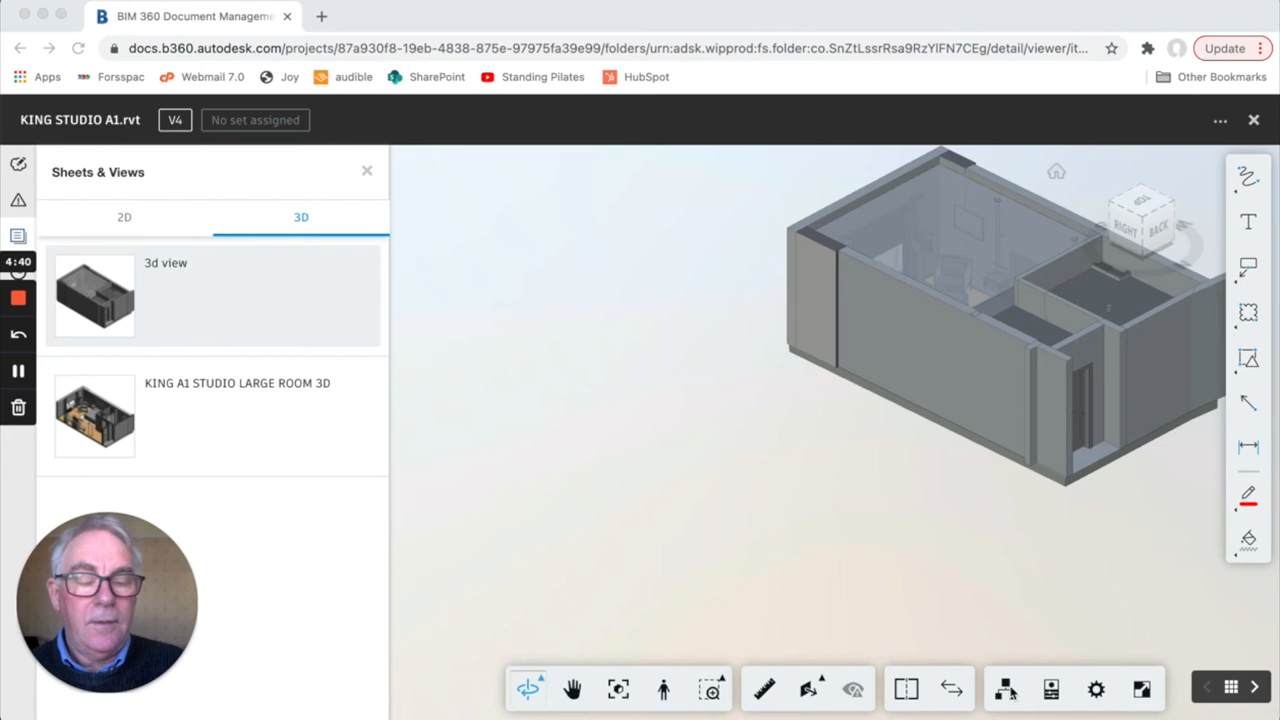 BIM 360 Document Manageme
docs.b360.autodesk.com/projects/87a930f8-19eb-4838-875e-97975fa39e99/folders/urn:adsk.wipprod:fs.folder:co.SnZtLssrRsa9RzYlFN7CEg/detail/viewer/it...
Update
Apps
Forsspac
Webmail 7.0
Joy
audible
SharePoint
Standing Pilates
HubSpot
Other Bookmarks
KING STUDIO A1.rvt
V4
No set assigned
Sheets & Views
2D
3D
3d view
KING A1 STUDIO LARGE ROOM 3D
4:40
TOP
RIGHT
BACK
T